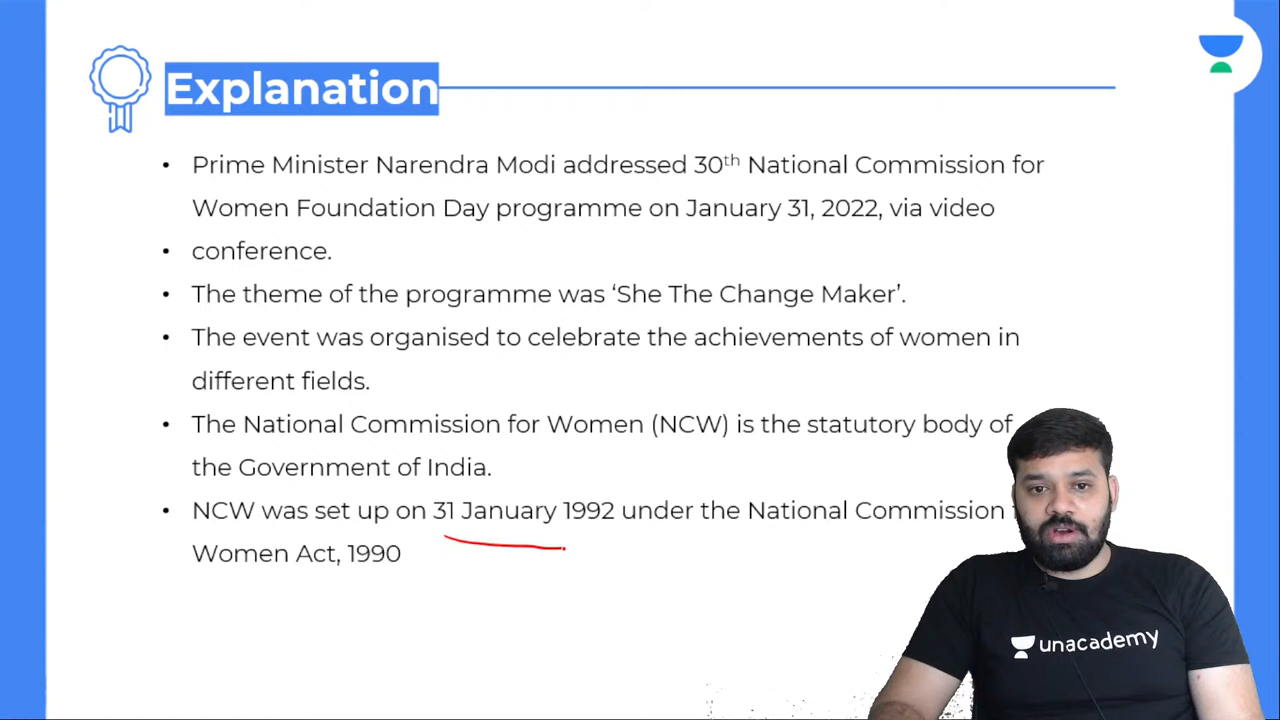 Explanation
• Prime Minister Narendra Modi addressed 30th National Commission for
Women Foundation Day programme on January 31, 2022, via video
• conference.
• The theme of the programme was ‘She The Change Maker’.
• The event was organised to celebrate the achievements of women in
different fields.
• The National Commission for Women (NCW) is the statutory body of
the Government of India.
• NCW was set up on 31 January 1992 under the National Commission
Women Act, 1990
unacademy